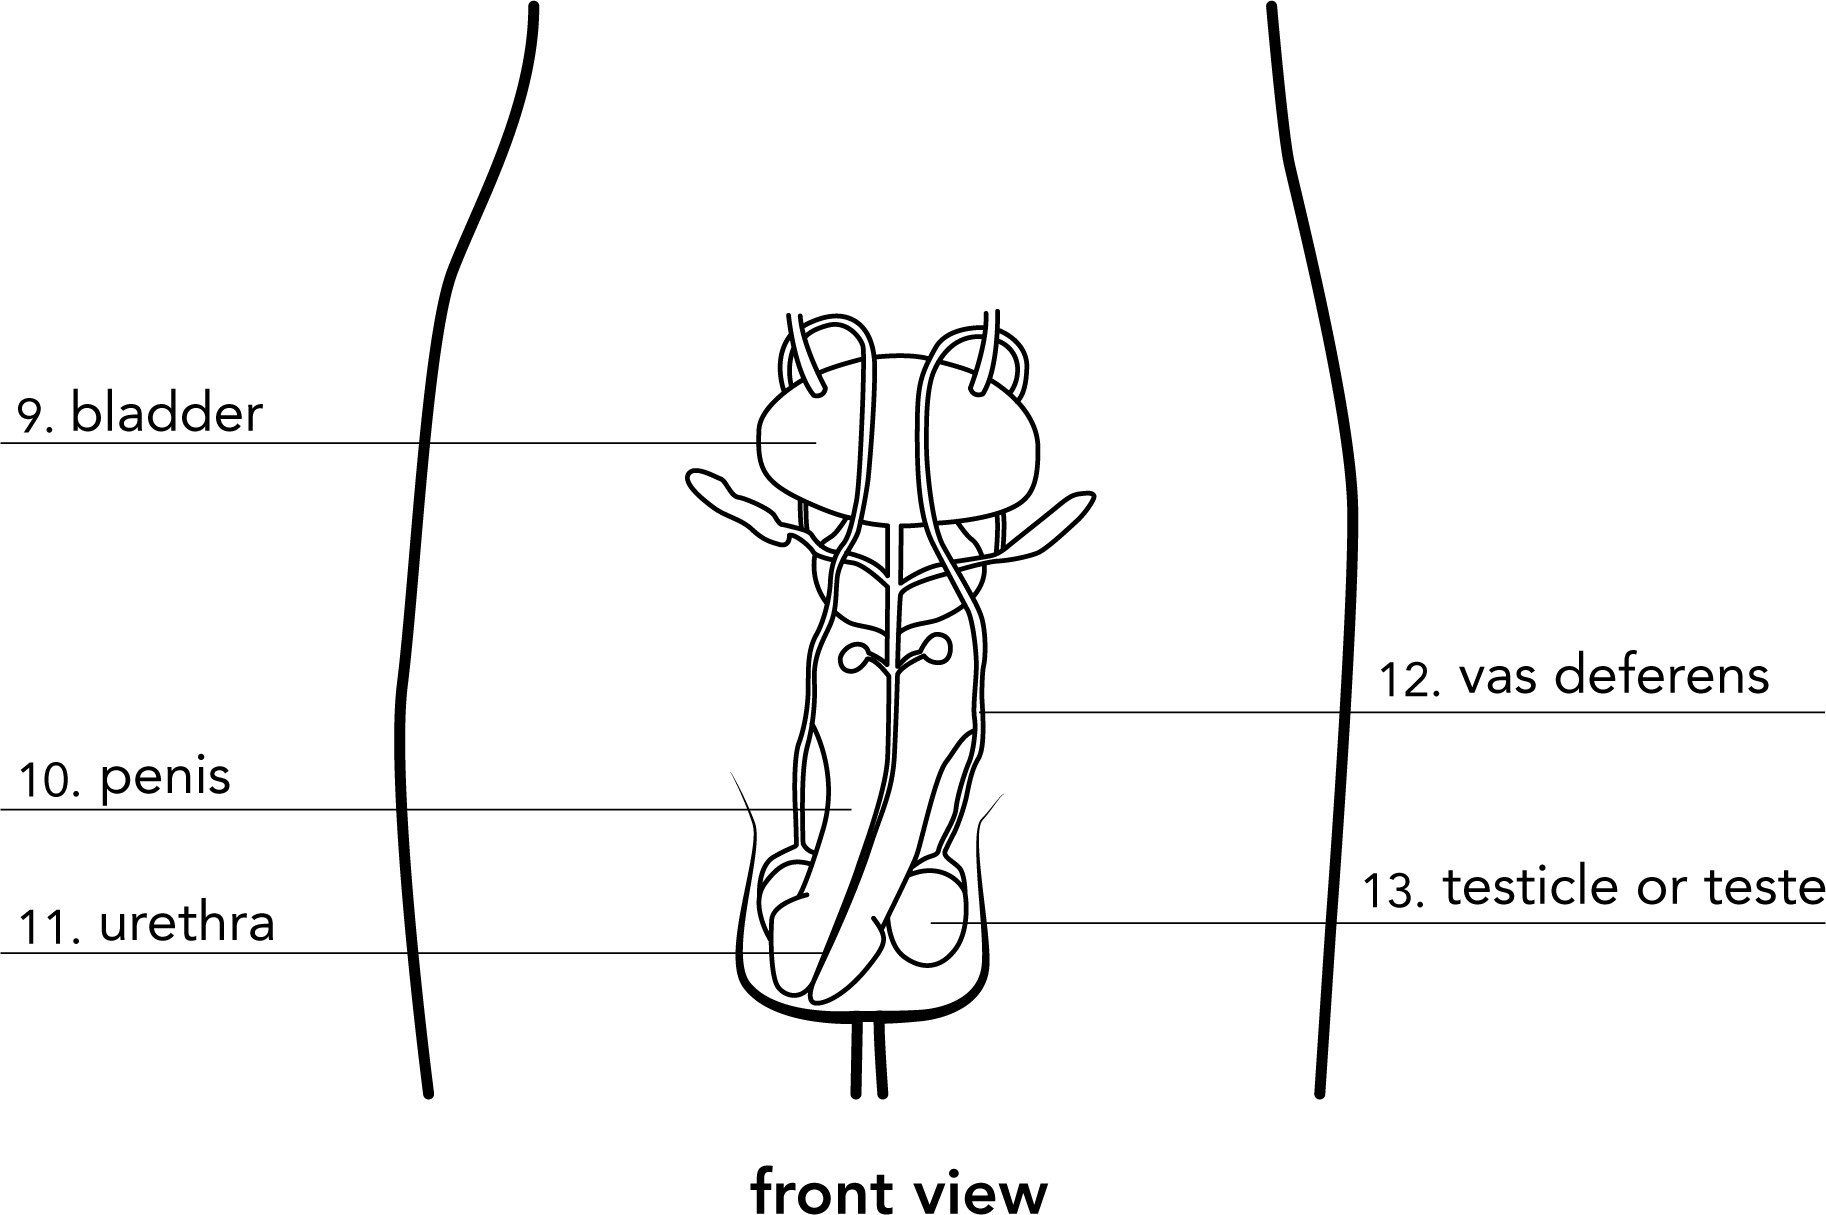 9. bladder
12. vas deferens
10. penis
13. testicle or teste
11. urethra
front view